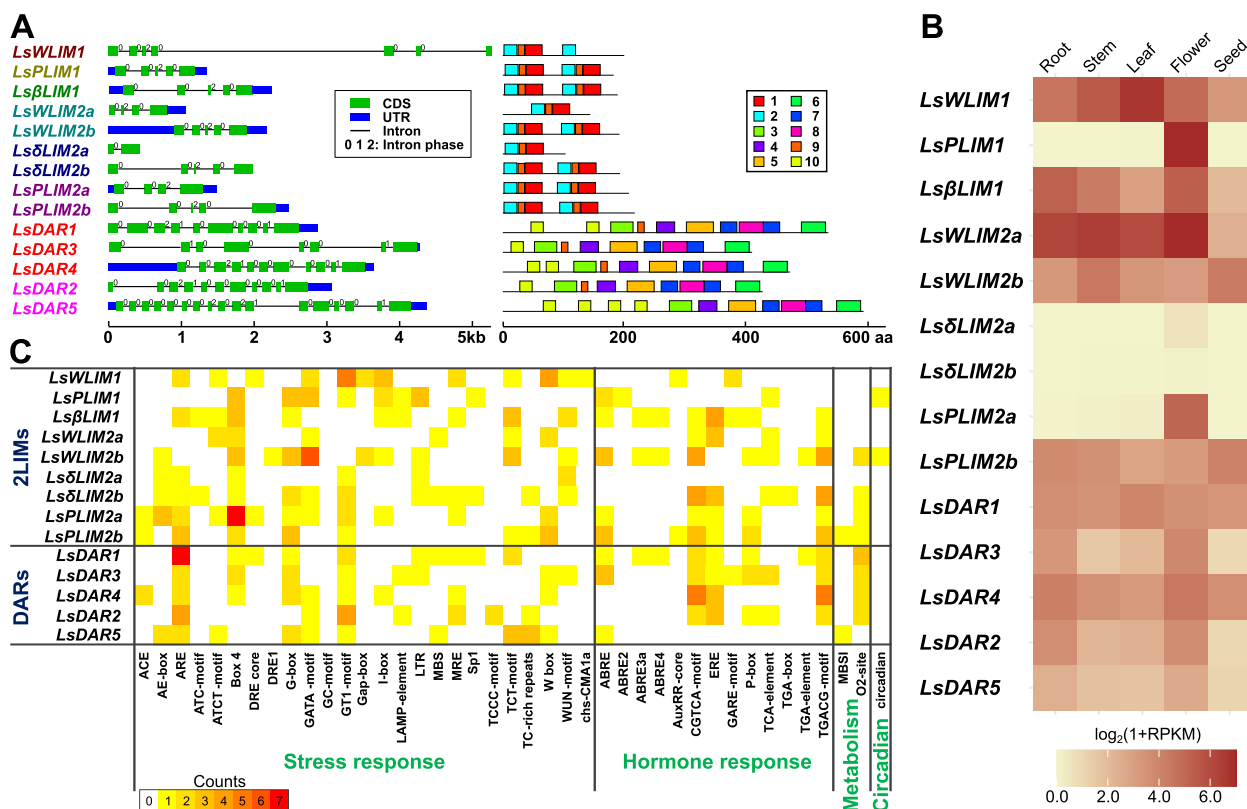 A
LsWLIM1
LsPLIM1
LsβLIM1
LsWLIM2a
LsWLIM2b
LsδLIM2a
LsδLIM2b
LsPLIM2a
LsPLIM2b
LsDAR1
LsDAR3
LsDAR4
LsDAR2
LsDAR5
CDS
UTR
Intron
0 1 2: Intron phase
0 1 2 3 4 5kb
1 6
2 7
3 8
4 9
5 10
0 200 400 600 aa
B
Root Stem Leaf Flower Seed
LsWLIM1
LsPLIM1
LsβLIM1
LsWLIM2a
LsWLIM2b
LsδLIM2a
LsδLIM2b
LsPLIM2a
LsPLIM2b
LsDAR1
LsDAR3
LsDAR4
LsDAR2
LsDAR5
log2(1+RPKM)
0.0 2.0 4.0 6.0
C
2LIMs
DARs
LsWLIM1
LsPLIM1
LsβLIM1
LsWLIM2a
LsWLIM2b
LsδLIM2a
LsδLIM2b
LsPLIM2a
LsPLIM2b
LsDAR1
LsDAR3
LsDAR4
LsDAR2
LsDAR5
ACE
AE-box
ARE
ATC-motif
ATCT -motif
Box 4
DRE core
DRE1
G-box
GATA -motif
GC-motif
GT1 -motif
Gap-box
I-box
LAMP-element
LTR
MBS
MRE
Sp1
TCCC-motif
TCT-motif
TC-rich repeats
W box
WUN -motif
chs-CMA1a
ABRE
ABRE2
ABRE3a
ABRE4
AuxRR -core
CGTCA -motif
ERE
GARE -motif
P-box
TCA-element
TGA -box
TGA-element
TGACG -motif
MBSI
O2-site
circadian
Stress response
Hormone response
Metabolism
Circadian
Counts
0 1 2 3 4 5 6 7